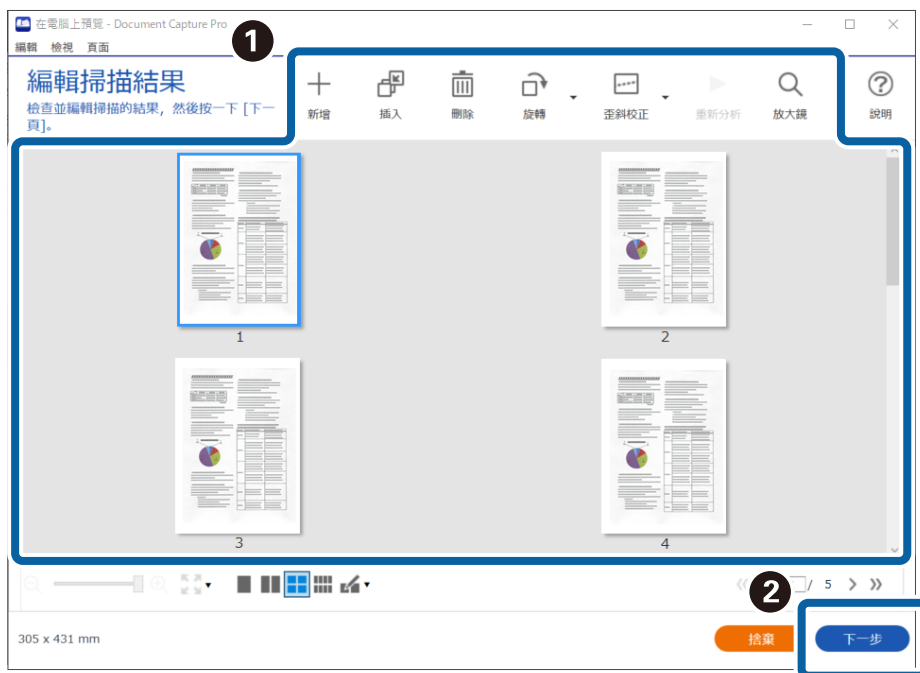 在電腦上預覽 - Document Capture Pro
編輯 檢視 頁面
1
編輯掃描結果
檢查並編輯掃描的結果，然後按一下 [下一
頁]。
新增 插入 刪除 旋轉 歪斜校正 重新分析 放大鏡 說明
1 2
3 4
/ 5
2
305 x 431 mm
捨棄 下一步